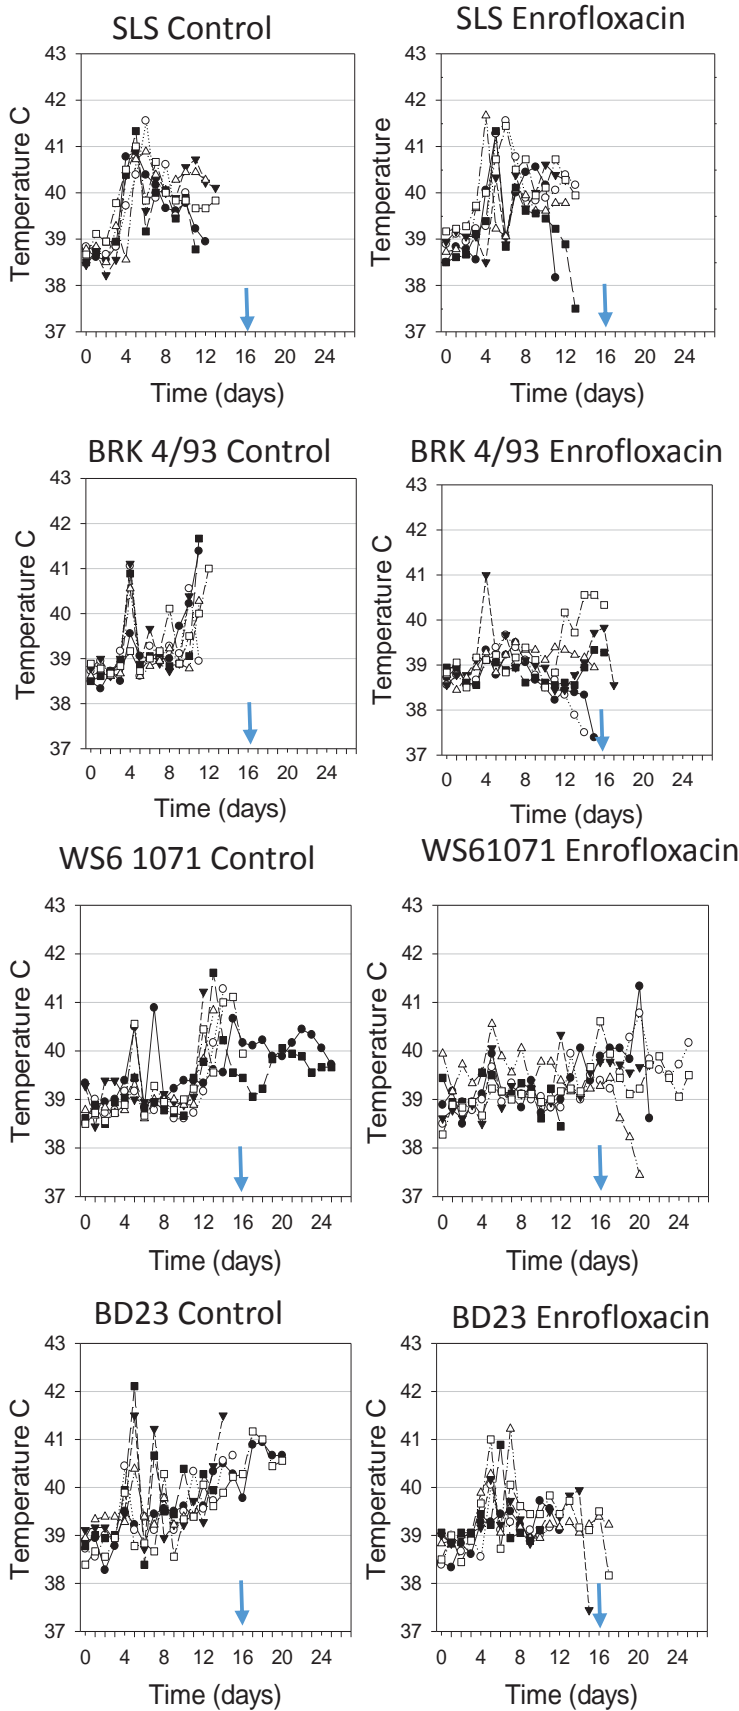 SLS Control
SLS Enrofloxacin
43
42
41
40
39
38
37
Temperature C
0 4 8 12 16 20 24
Time (days)
43
42
41
40
39
38
37
Temperature
0 4 8 12 16 20 24
Time (days)
BRK 4/93 Control
BRK 4/93 Enrofloxacin
43
42
41
40
39
38
37
Temperature C
0 4 8 12 16 20 24
Time (days)
43
42
41
40
39
38
37
Temperature C
0 4 8 12 16 20 24
Time (days)
WS6 1071 Control
WS61071 Enrofloxacin
43
42
41
40
39
38
37
Temperature C
0 4 8 12 16 20 24
Time (days)
43
42
41
40
39
38
37
Temperature C
0 4 8 12 16 20 24
Time (days)
BD23 Control
BD23 Enrofloxacin
43
42
41
40
39
38
37
Temperature C
0 4 8 12 16 20 24
Time (days)
43
42
41
40
39
38
37
Temperature C
0 4 8 12 16 20 24
Time (days)